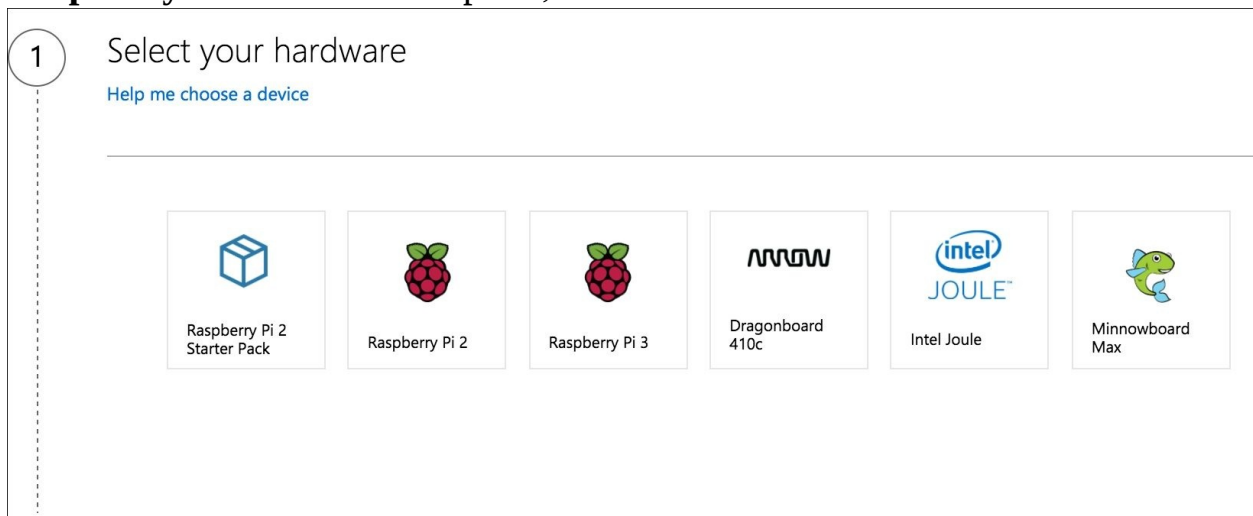 1
Select your hardware
Help me choose a device
ARROW
intel
JOULE™
Raspberry Pi 2
Starter Pack
Raspberry Pi 2
Raspberry Pi 3
Dragonboard
410c
Intel Joule
Minnowboard
Max